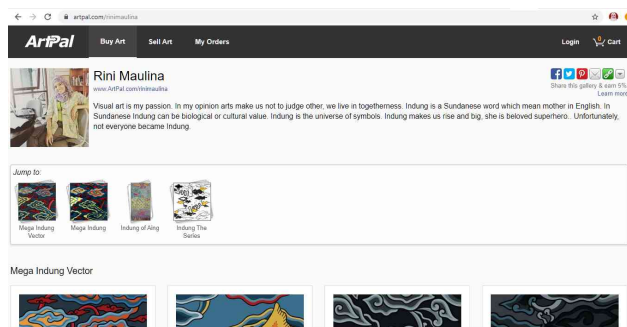 artpal.com/rinimaulina
ArtPal
Buy Art
Sell Art
My Orders
Login
0
Cart
Rini Maulina
www.ArtPal.com/rinimaulina
Share this gallery & earn 5%
Learn more
Visual art is my passion. In my opinion arts make us not to judge other, we live in togetherness. Indung is a Sundanese word which mean mother in English. In
Sundanese Indung can be biological or cultural value. Indung is the universe of symbols. Indung makes us rise and big, she is beloved superhero.. Unfortunately,
not everyone became Indung.
Jump to:
Mega Indung
Vector
Mega Indung
Indung of Aing
Indung The
Series
Mega Indung Vector